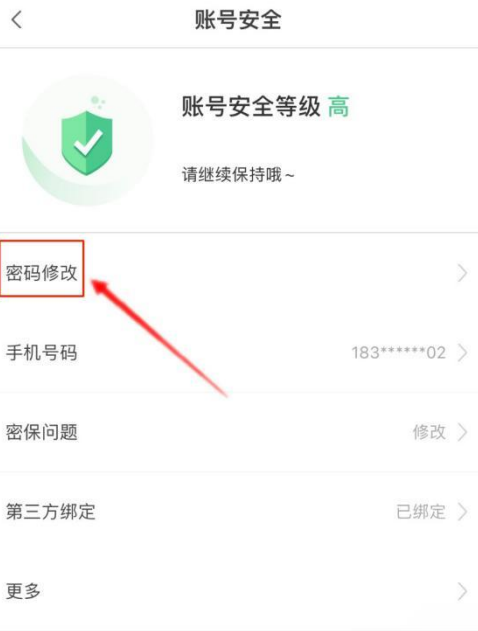 账号安全
账号安全等级 高
请继续保持哦~
密码修改
手机号码 183******02
密保问题 修改
第三方绑定 已绑定
更多